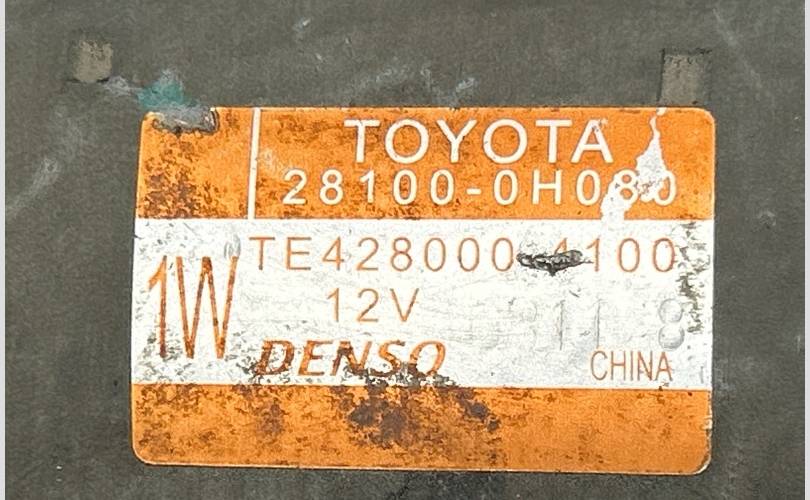 TOYOTA
28100-0H080
1W
TE428000-4100
12V
DENSO
CHINA